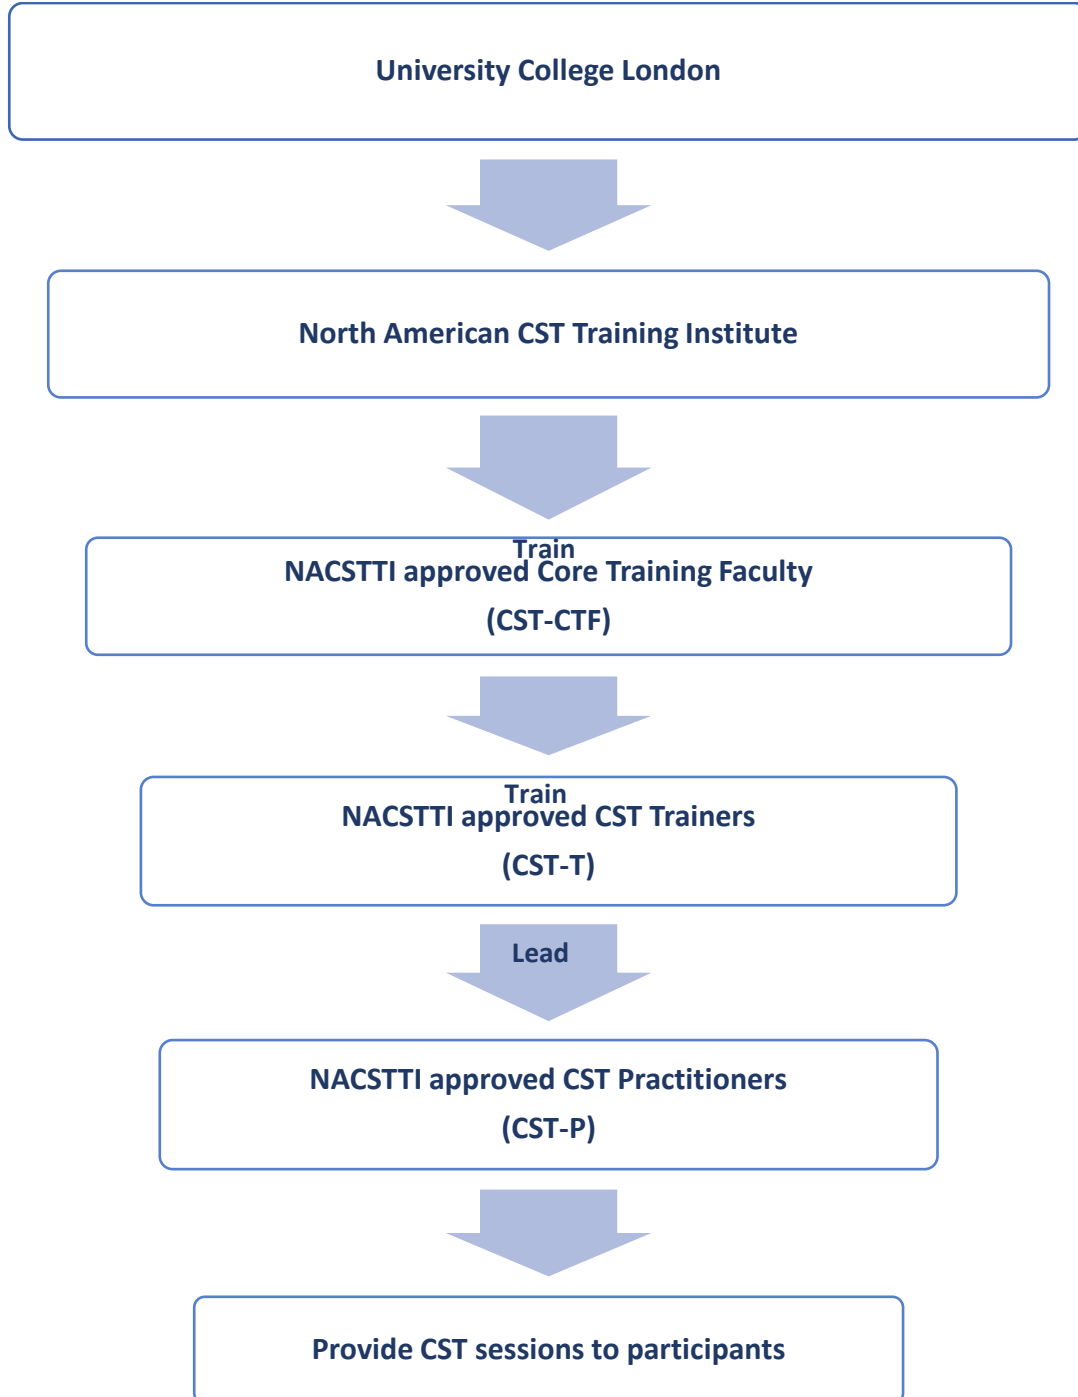 University College London
North American CST Training Institute
Train
NACSTTI approved Core Training Faculty
(CST-CTF)
Train
NACSTTI approved CST Trainers
(CST-T)
Lead
NACSTTI approved CST Practitioners
(CST-P)
Provide CST sessions to participants